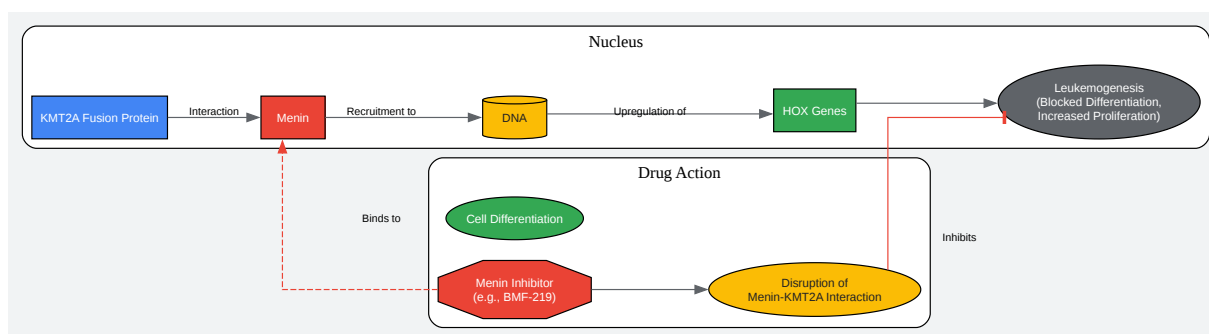 Nucleus
KMT2A Fusion Protein
Interaction
Menin
Recruitment to
DNA
Upregulation of
HOX Genes
Leukemogenesis
(Blocked Differentiation,
Increased Proliferation)
Drug Action
Binds to
Cell Differentiation
Inhibits
Menin Inhibitor
(e.g., BMF-219)
Disruption of
Menin-KMT2A Interaction